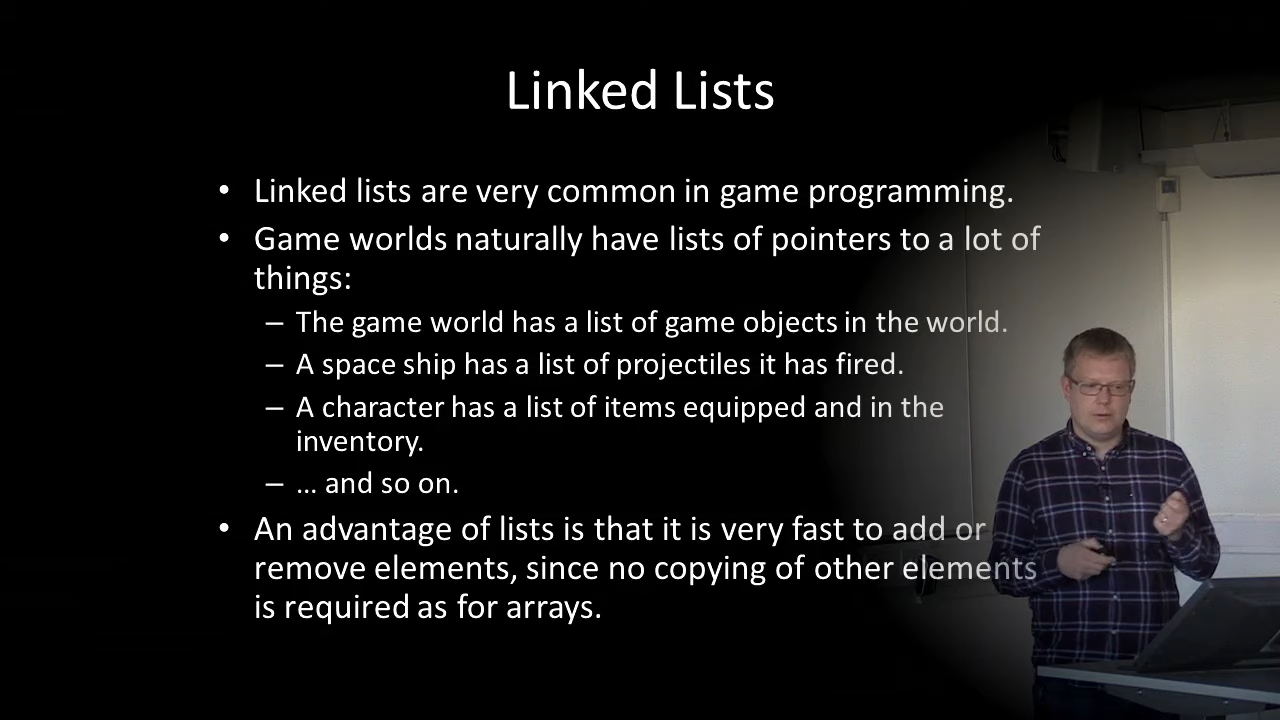 Linked Lists
• Linked lists are very common in game programming.
• Game worlds naturally have lists of pointers to a lot of
things:
– The game world has a list of game objects in the world.
– A space ship has a list of projectiles it has fired.
– A character has a list of items equipped and in the
inventory.
– … and so on.
• An advantage of lists is that it is very fast to add or
remove elements, since no copying of other elements
is required as for arrays.